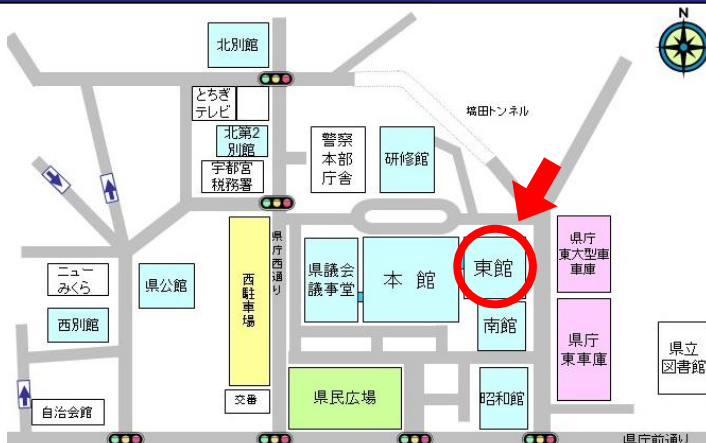 N
北別館
とちぎ
テレビ
北第2
別館
宇都宮
税務署
警察
本部
庁舎
研修館
塙田トンネル
県庁西通り
ニュー
みくら
県公館
西別館
自治会館
西駐車場
交番
県議会
議事堂
本館
東館
南館
県庁
東大型車
車庫
県庁
東車庫
県立
図書館
県民広場
昭和館
県庁前通り